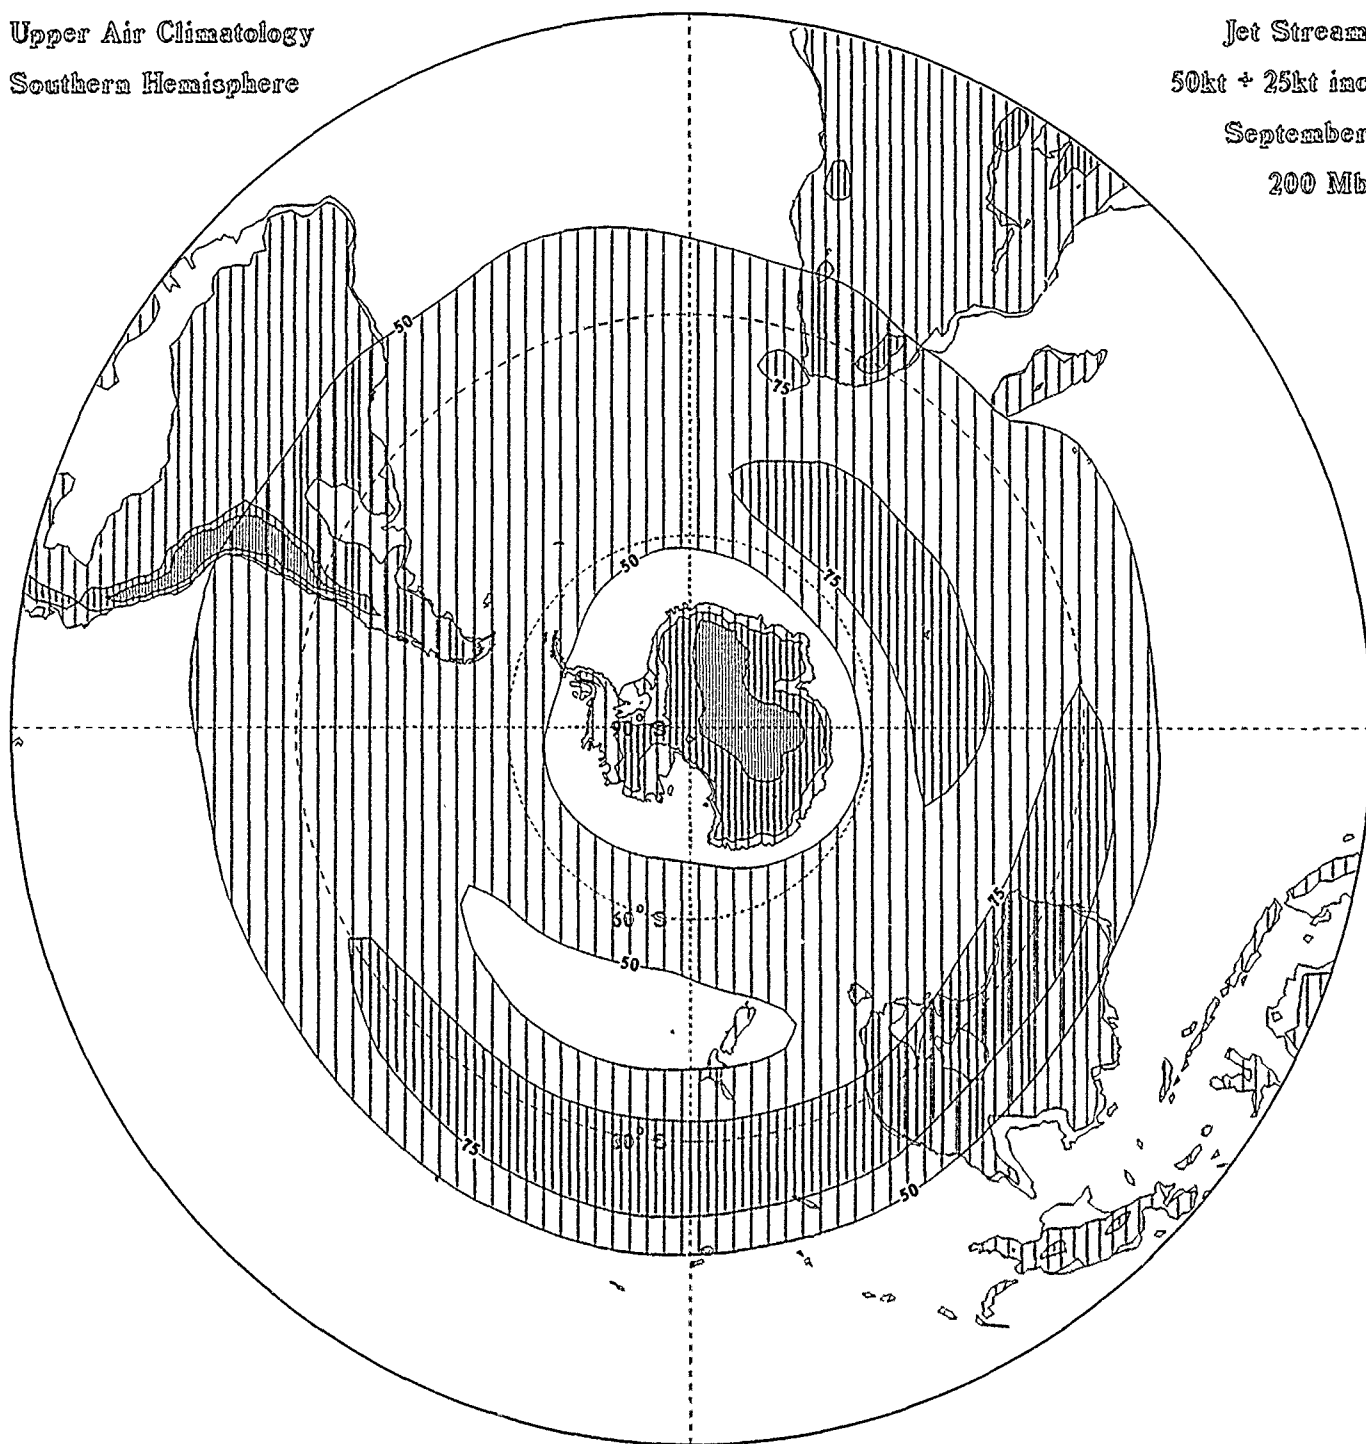 Upper Air Climatology
Southern Hemisphere
Jet Stream
50kt + 25kt inc
September
200 Mb
50
75
50
75
90° S
75
60° S
50
30° S
75
50